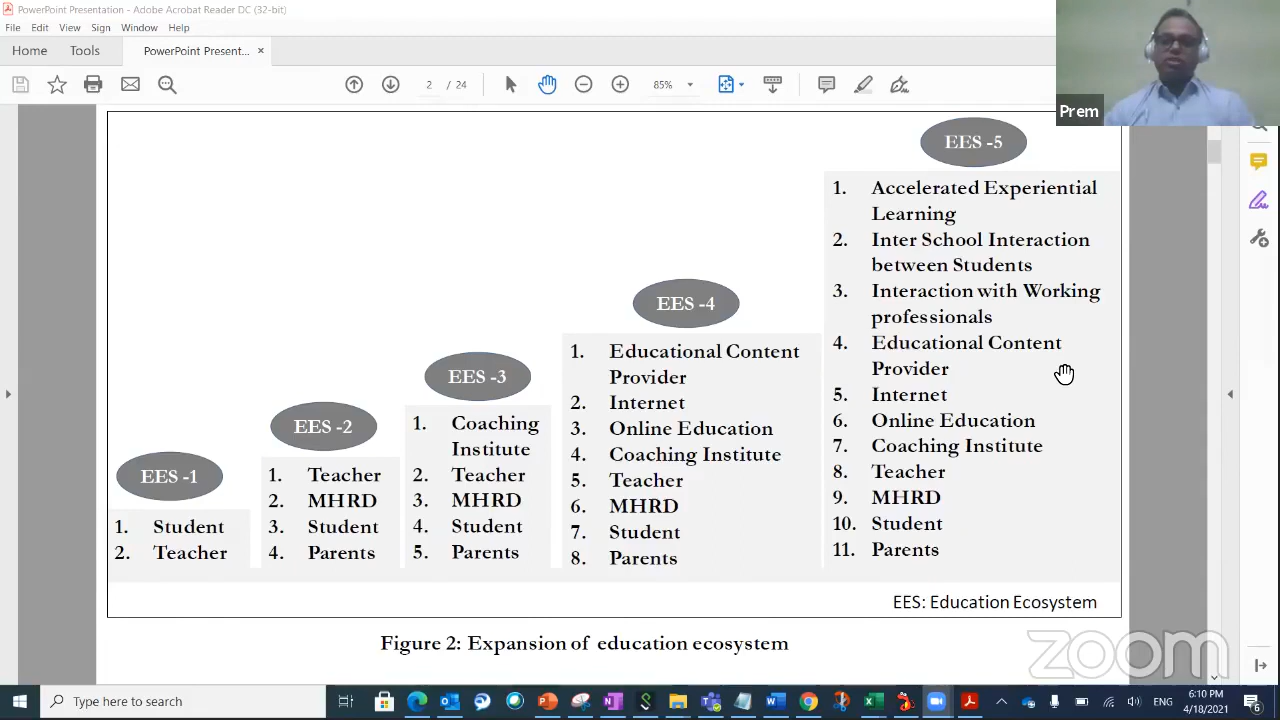 PowerPoint Presentation - Adobe Acrobat Reader DC (32-bit)
File Edit View Sign Window Help
Home Tools PowerPoint Present... ×
2 / 24 85%
Prem
EES -5
1. Accelerated Experiential
Learning
2. Inter School Interaction
between Students
3. Interaction with Working
professionals
4. Educational Content
Provider
5. Internet
6. Online Education
7. Coaching Institute
8. Teacher
9. MHRD
10. Student
11. Parents
EES -4
1. Educational Content
Provider
2. Internet
3. Online Education
4. Coaching Institute
5. Teacher
6. MHRD
7. Student
8. Parents
EES -3
1. Coaching
Institute
2. Teacher
3. MHRD
4. Student
5. Parents
EES -2
1. Teacher
2. MHRD
3. Student
4. Parents
EES -1
1. Student
2. Teacher
EES: Education Ecosystem
Figure 2: Expansion of education ecosystem
zoom
Type here to search
ENG
6:10 PM
4/18/2021
6